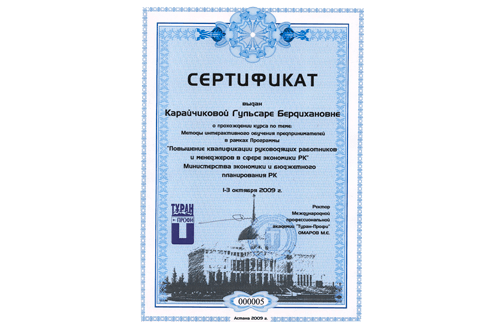 СЕРТИФИКАТ
выдан
Карайчиковой Гульсаре Бердихановне
о прохождении курса по теме:
Методы интерактивного обучения предпринимателей
в рамках Программы
"Повышение квалификации руководящих работников
и менеджеров в сфере экономики РК"
Министерства экономики и бюджетного
планирования РК
1-3 октября 2009 г.
ТУРАН
ПРОФИ
Ректор
Международной
профессиональной
академии "Туран-Профи"
ОМАРОВ М.Е.
000005
Астана 2009 г.